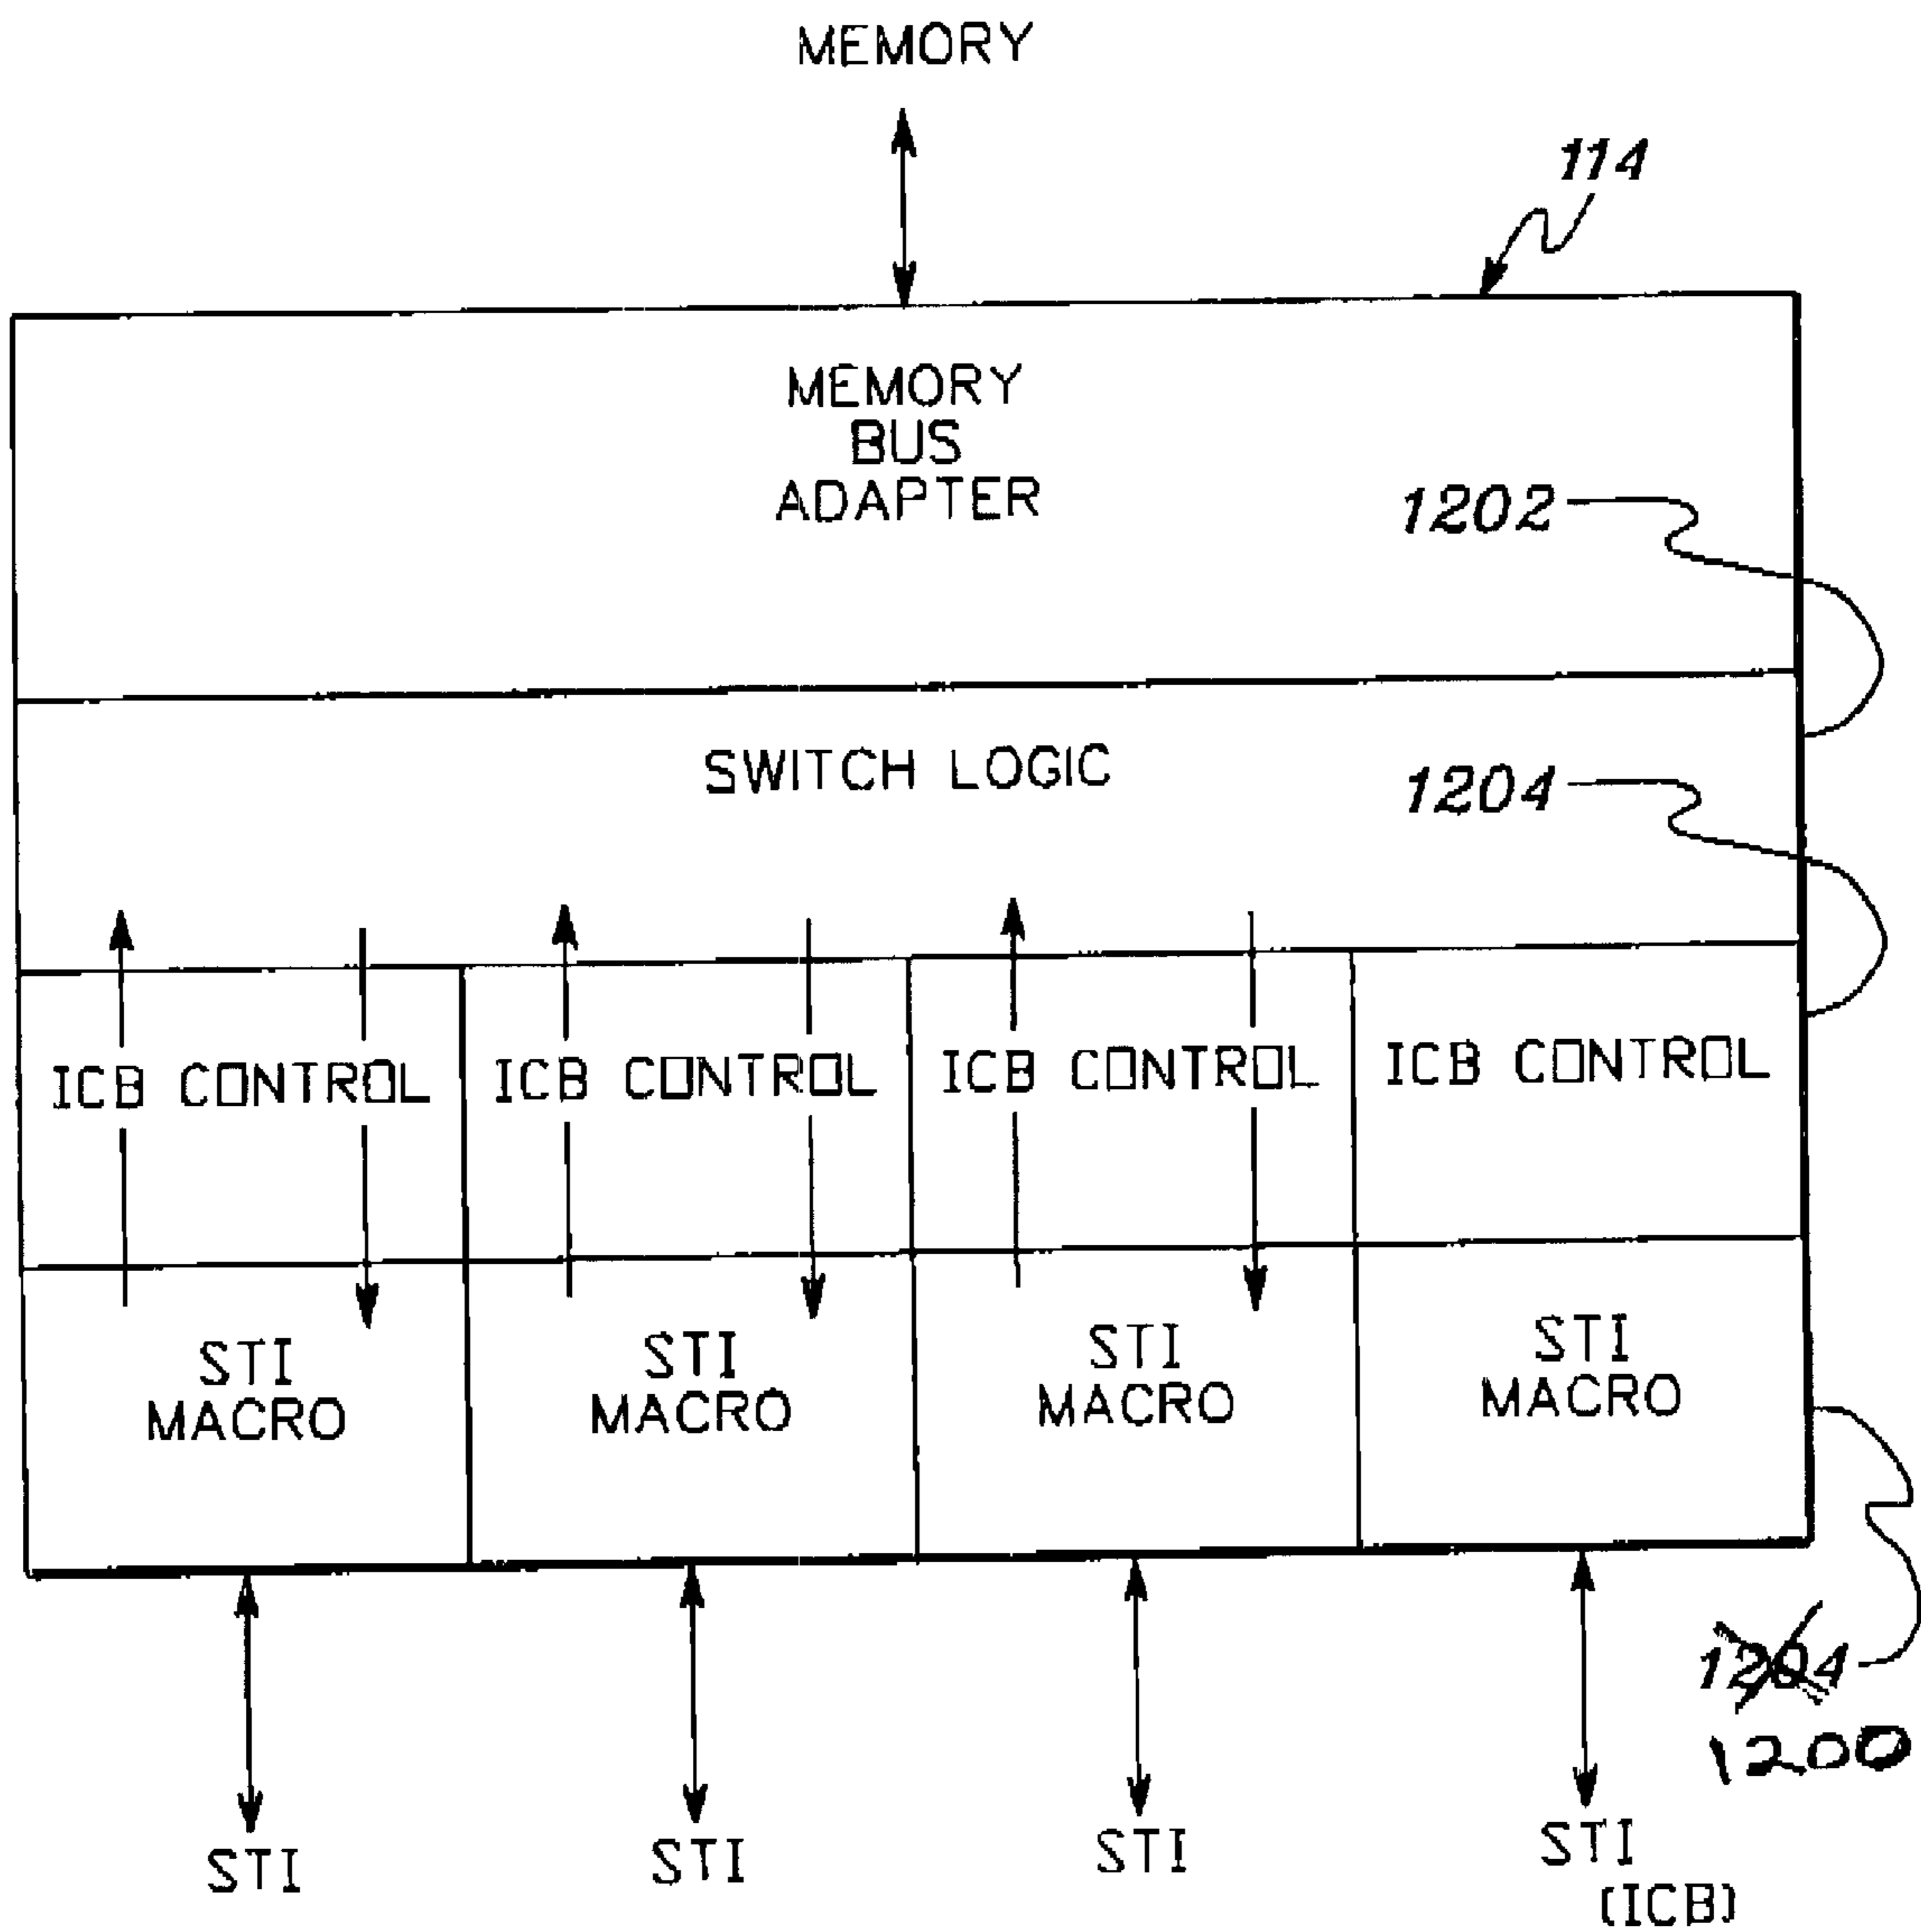 MEMORY
114
MEMORY
BUS
ADAPTER
1202
SWITCH LOGIC
1204
ICB CONTROL
ICB CONTROL
ICB CONTROL
ICB CONTROL
STI
MACRO
STI
MACRO
STI
MACRO
STI
MACRO
1204
1200
STI
STI
STI
STI
(ICB)